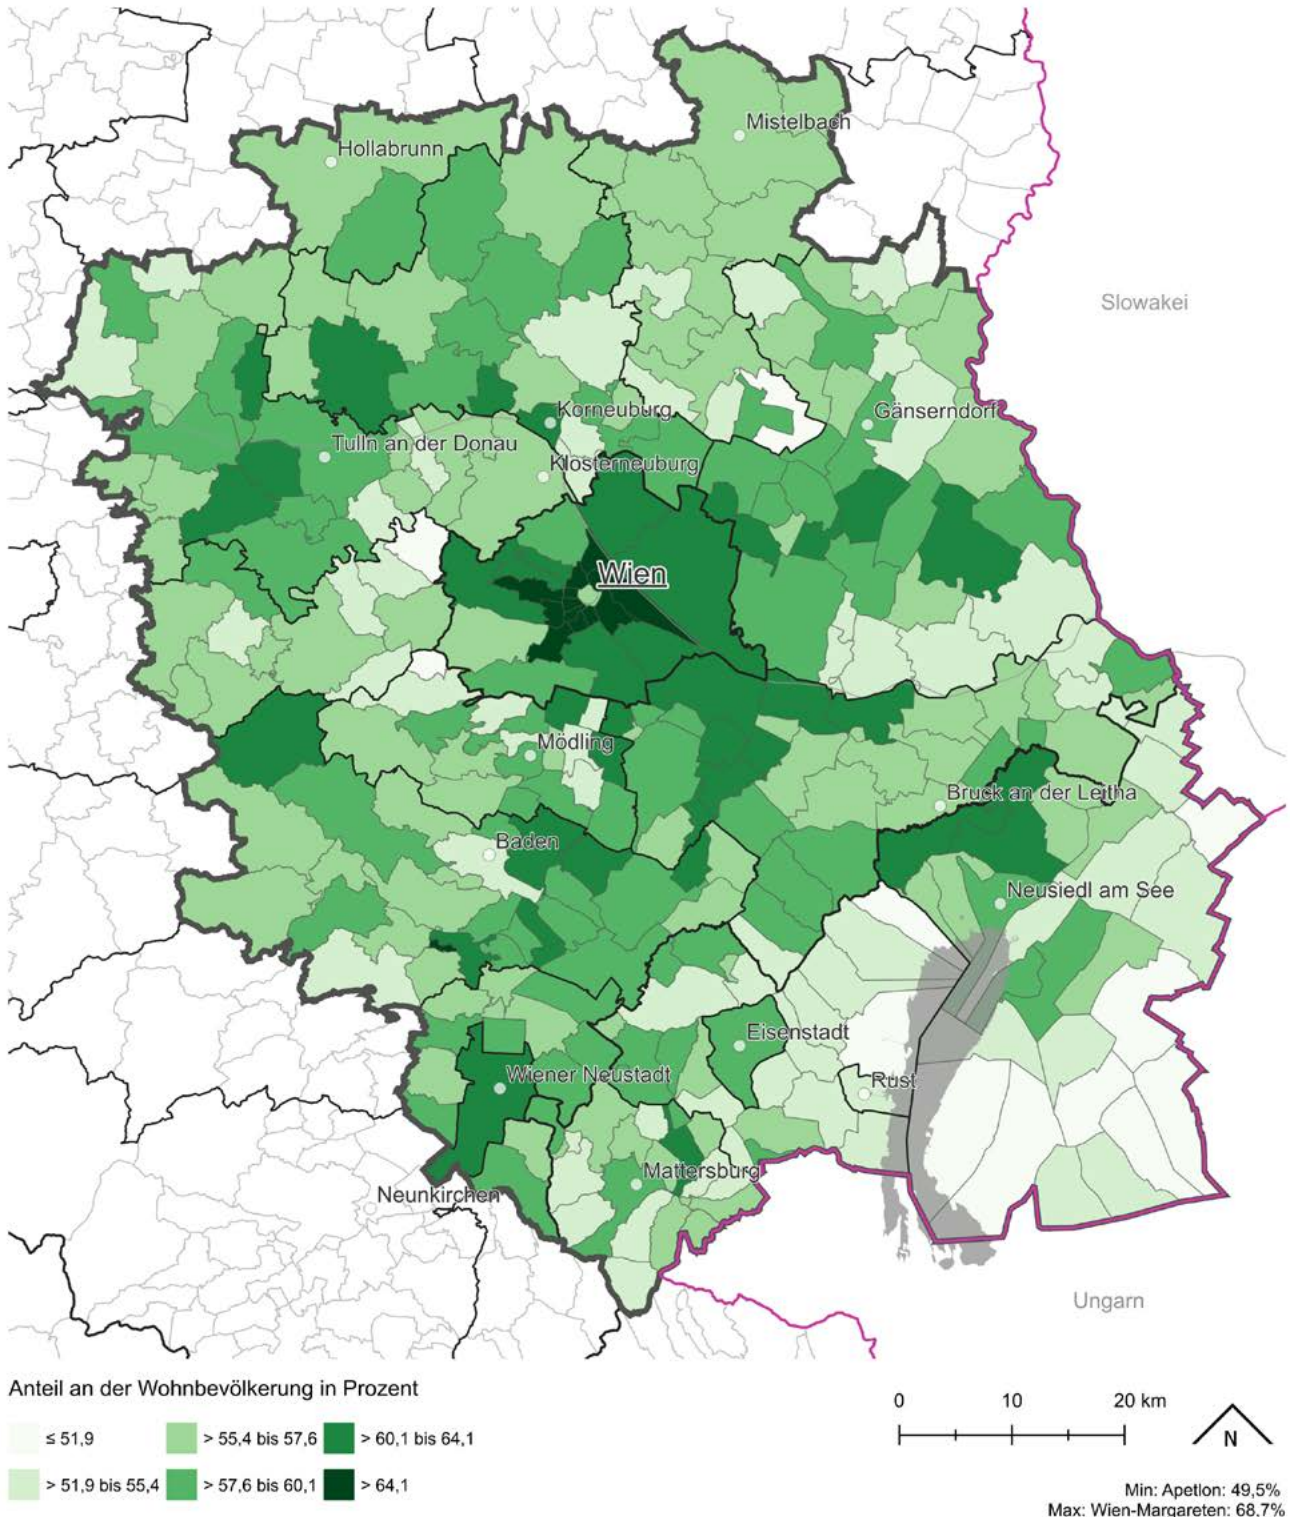 Mistelbach
Hollabrunn
Slowakei
Korneuburg
Gänserndorf
Tulln an der Donau
Klosterneuburg
Wien
Mödling
Bruck an der Leitha
Baden
Neusiedl am See
Eisenstadt
Wiener Neustadt
Rust
Mattersburg
Neunkirchen
Ungarn
Anteil an der Wohnbevölkerung in Prozent
≤ 51,9
> 55,4 bis 57,6
> 60,1 bis 64,1
> 51,9 bis 55,4
> 57,6 bis 60,1
> 64,1
0 10 20 km
N
Min: Apetlon: 49,5%
Max: Wien-Margareten: 68,7%